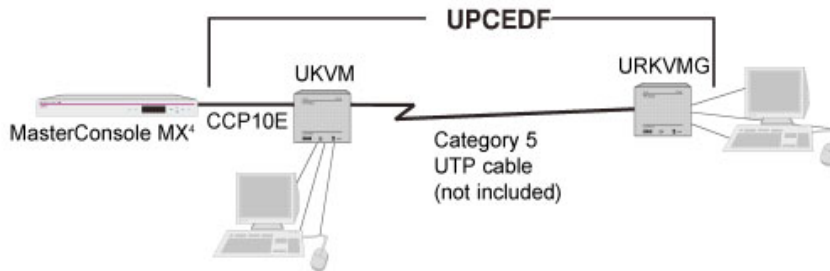 UPCEDF
UKVM
URKVMG
MasterConsole MX⁴
CCP10E
Category 5
UTP cable
(not included)